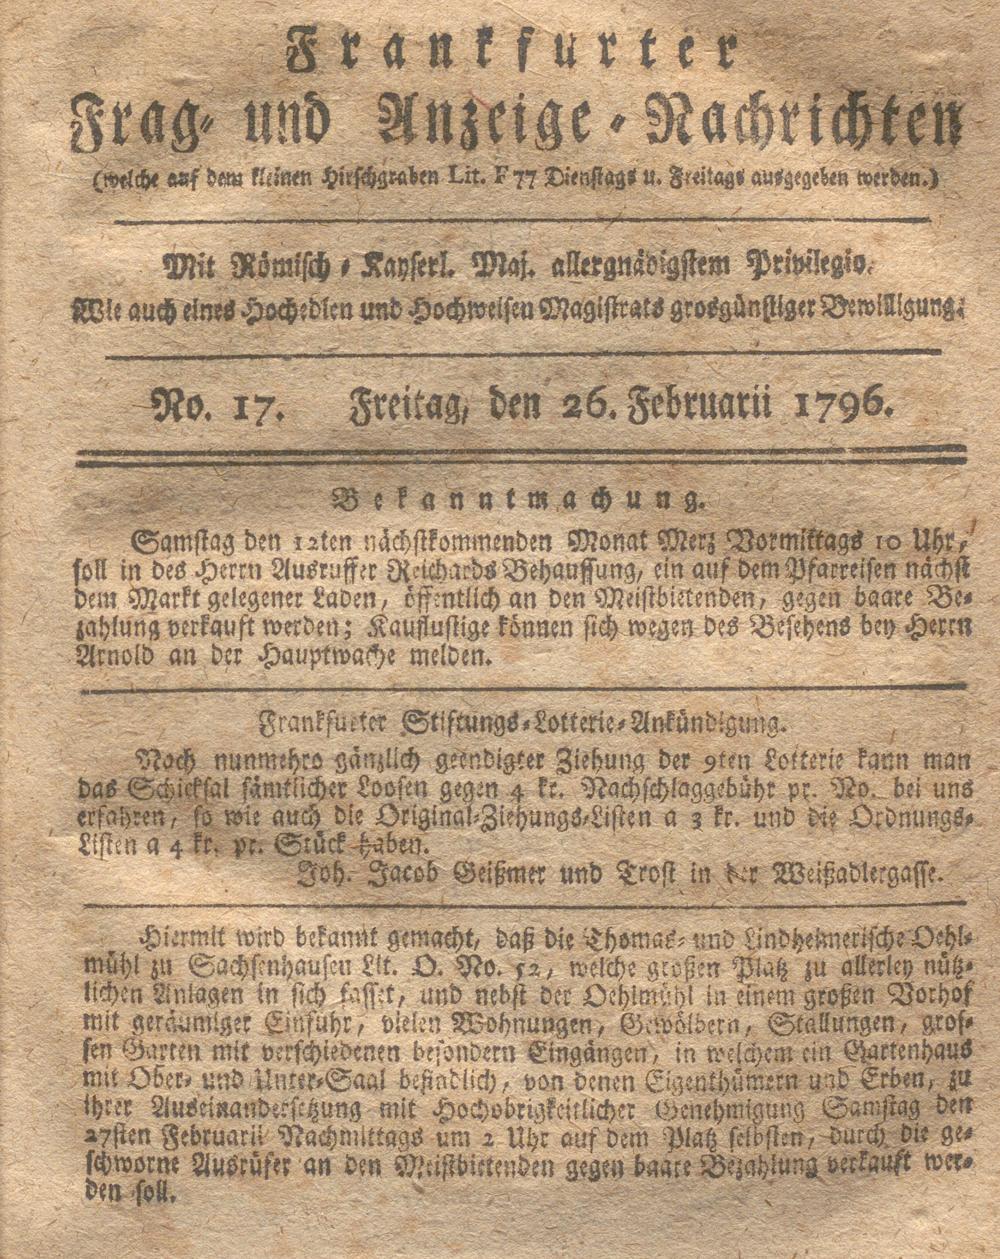 Frankfurter
Frag- und Anzeige-Nachrichten
(welche auf dem kleinen Hirschgraben Lit. F 77 Dienstags u. Freitags ausgegeben werden.)
Mit Römisch-Kayserl. Maj. allergnädigstem Privilegio.
Wie auch eines Hochedlen und Hochweisen Magistrats grosgünstiger Bewilligung.
No. 17. Freitag, den 26. Februarii 1796.
Bekanntmachung.
Samstag den 12ten nächstkommenden Monat Merz Vormittags 10 Uhr,
soll in des Herrn Ausruffer Reichards Behaussung, ein auf dem Pfarreisen nächst
dem Markt gelegener Laden, öffentlich an den Meistbietenden, gegen baare Be-
zahlung verkauft werden; Kauflustige können sich wegen des Besehens bey Herrn
Arnold an der Hauptwache melden.
Frankfurter Stiftungs-Lotterie-Ankündigung.
Noch nunmehro gänzlich geendigter Ziehung der 9ten Lotterie kann man
das Schicksal sämtlicher Loosen gegen 4 kr. Nachschlaggebühr pr. No. bei uns
erfahren, so wie auch die Original-Ziehungs-Listen a 3 kr. und die Ordnungs-
Listen a 4 kr. pr. Stück haben.
Joh. Jacob Geißmer und Trost in der Weißadlergasse.
Hiermit wird bekannt gemacht, daß die Thomas- und Lindheimerische Oehl-
mühl zu Sachsenhausen Lit. O. No. 52, welche großen Platz zu allerley nütz-
lichen Anlagen in sich fasset, und nebst der Oehlmühl in einem großen Vorhof
mit geräumiger Einfuhr, vielen Wohnungen, Gewölbern, Stallungen, gros-
sen Garten mit verschiedenen besondern Eingängen, in welchem ein Gartenhaus
mit Ober- und Unter-Saal befindlich, von denen Eigenthümern und Erben, zu
ihrer Auseinandersetzung mit Hochobrigkeitlicher Genehmigung Samstag den
27sten Februarii Nachmittags um 2 Uhr auf dem Platz selbsten, durch die ge-
schworne Ausrüfer an den Meistbietenden gegen baare Bezahlung verkauft wer-
den soll.